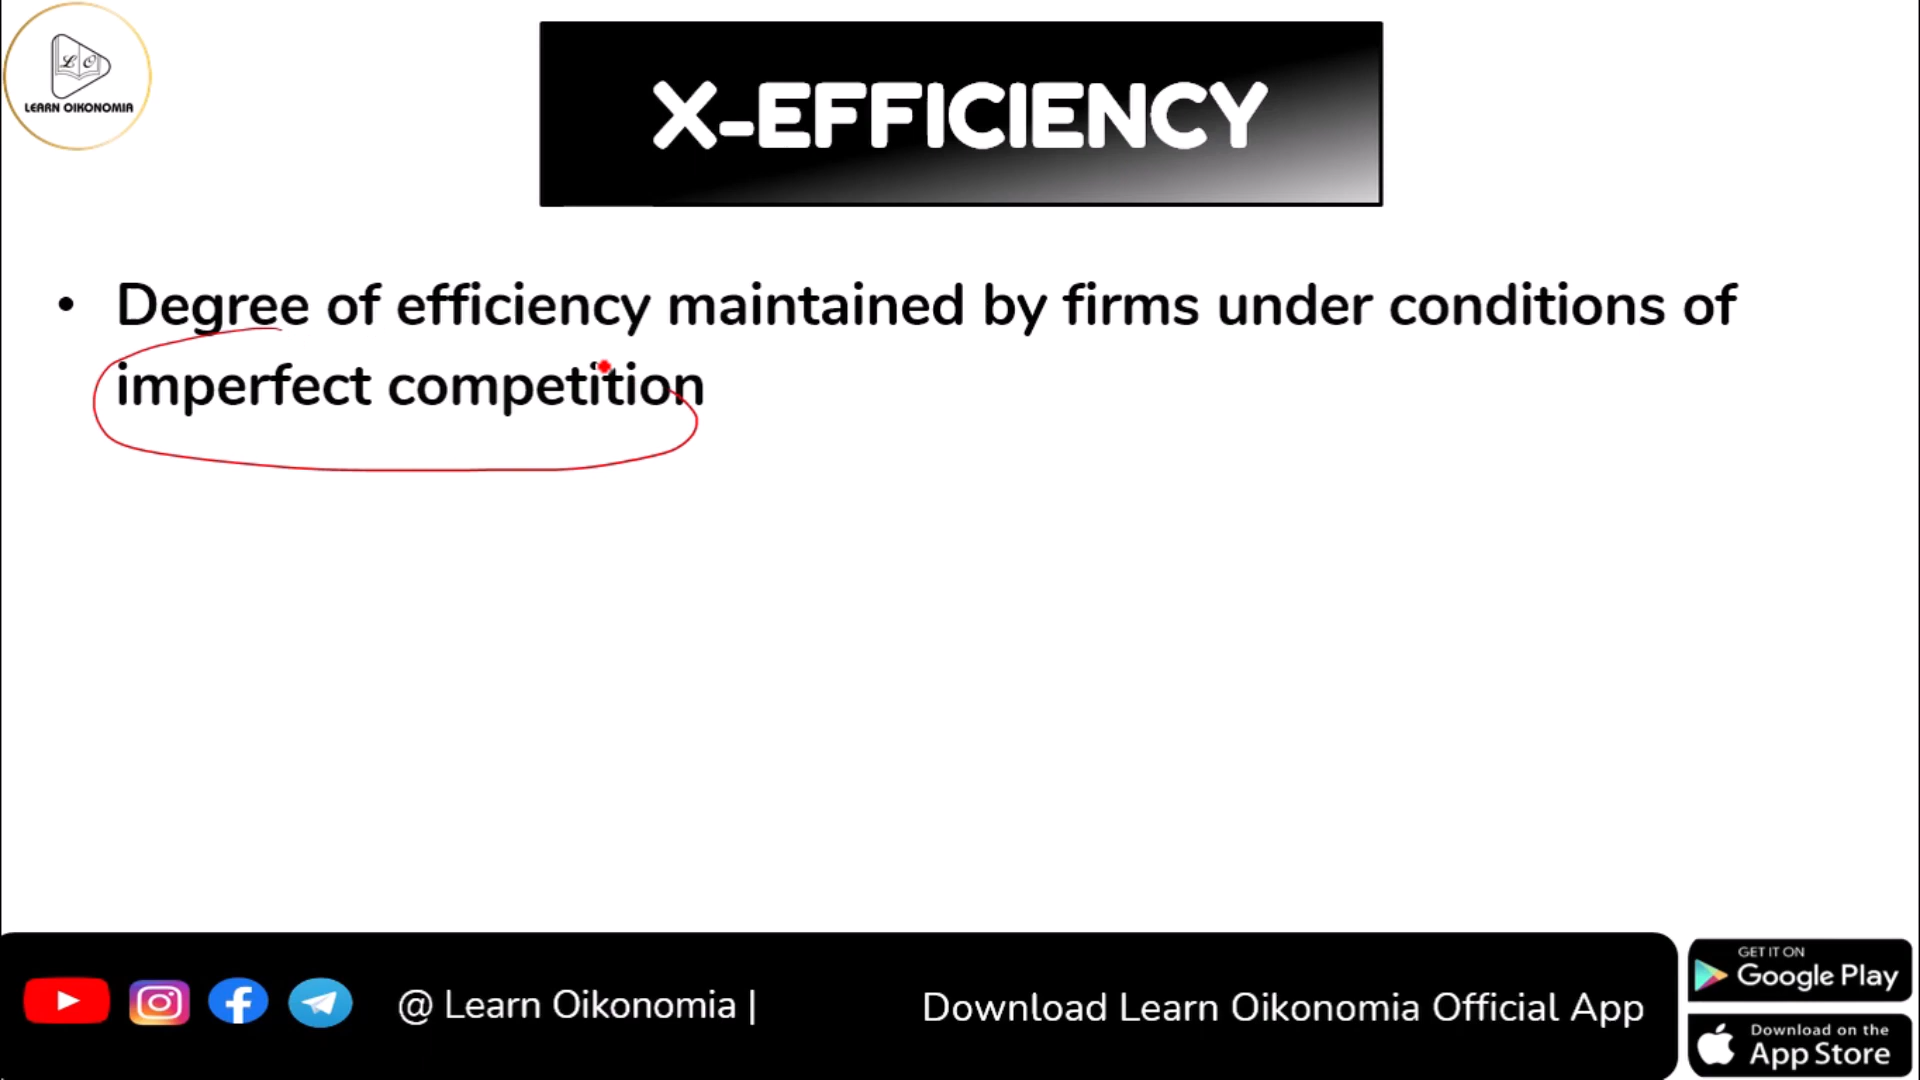 LO
LEARN OIKONOMIA
X-EFFICIENCY
• Degree of efficiency maintained by firms under conditions of
imperfect competition
@ Learn Oikonomia |
Download Learn Oikonomia Official App
GET IT ON
Google Play
Download on the
App Store